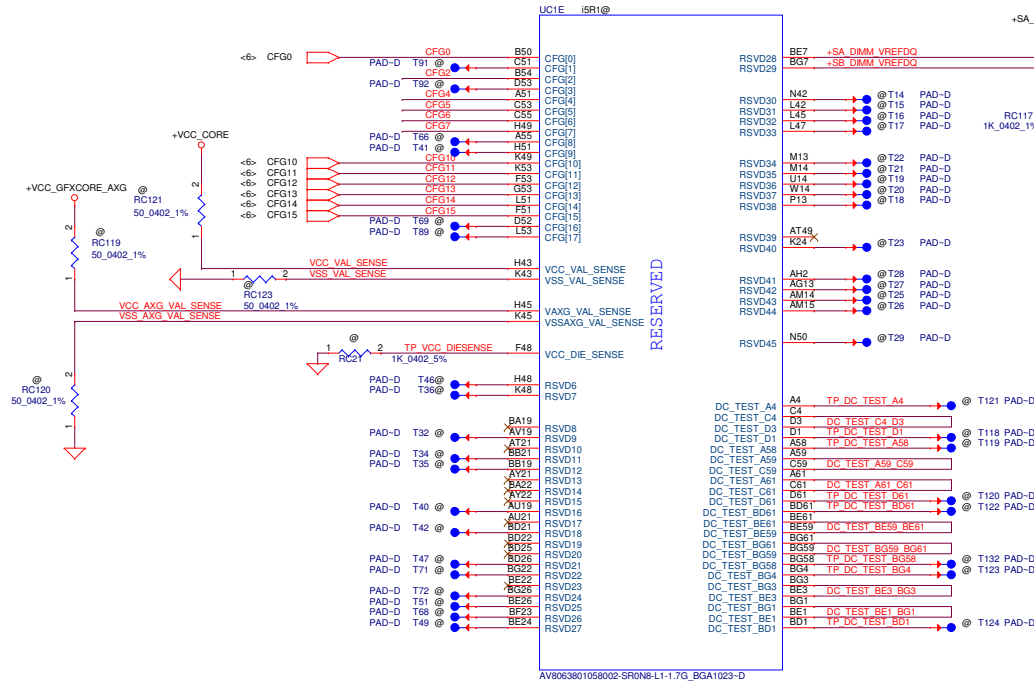 UC1E i5R1@
+SA_
<6> CFG0 CFG0 B50 CFG[0]
PAD~D T91 @ C51 CFG[1]
CFG2 B54 CFG[2]
PAD~D T92 @ D53 CFG[3]
CFG4 A51 CFG[4]
CFG5 C53 CFG[5]
CFG6 C55 CFG[6]
CFG7 H49 CFG[7]
PAD~D T66 @ A55 CFG[8]
PAD~D T41 @ H51 CFG[9]
<6> CFG10 CFG10 K49 CFG[10]
<6> CFG11 CFG11 K53 CFG[11]
<6> CFG12 CFG12 F53 CFG[12]
<6> CFG13 CFG13 G53 CFG[13]
<6> CFG14 CFG14 L51 CFG[14]
<6> CFG15 CFG15 F51 CFG[15]
PAD~D T69 @ D52 CFG[16]
PAD~D T89 @ L53 CFG[17]
+VCC_CORE
+VCC_GFXCORE_AXG
@
2
RC121
50_0402_1%
1
2
@
RC119
50_0402_1%
1
VCC_VAL_SENSE H43 VCC_VAL_SENSE
1 2 VSS_VAL_SENSE K43 VSS_VAL_SENSE
@
RC123
50_0402_1%
VCC_AXG_VAL_SENSE H45 VAXG_VAL_SENSE
VSS_AXG_VAL_SENSE K45 VSSAXG_VAL_SENSE
@
1 2 TP_VCC_DIESENSE F48 VCC_DIE_SENSE
RC21 1K_0402_5%
@
2
RC120
50_0402_1%
1
PAD~D T46@ H48 RSVD6
PAD~D T36@ K48 RSVD7
BA19 RSVD8
PAD~D T32 @ AV19 RSVD9
AT21 RSVD10
PAD~D T34 @ BB21 RSVD11
PAD~D T35 @ BB19 RSVD12
AY21 RSVD13
BA22 RSVD14
AY22 RSVD15
PAD~D T40 @ AU19 RSVD16
AU21 RSVD17
PAD~D T42 @ BD21 RSVD18
BD22 RSVD19
BD25 RSVD20
PAD~D T47 @ BD26 RSVD21
PAD~D T71 @ BG22 RSVD22
BE22 RSVD23
PAD~D T72 @ BG26 RSVD24
PAD~D T51 @ BE26 RSVD25
PAD~D T68 @ BF23 RSVD26
PAD~D T49 @ BE24 RSVD27
RESERVED
RSVD28 BE7 +SA_DIMM_VREFDQ
RSVD29 BG7 +SB_DIMM_VREFDQ
RSVD30 N42 @T14 PAD~D
RSVD31 L42 @T15 PAD~D
RSVD32 L45 @T16 PAD~D
RSVD33 L47 @T17 PAD~D
RC117
1K_0402_1%
RSVD34 M13 @T22 PAD~D
RSVD35 M14 @T21 PAD~D
RSVD36 U14 @T19 PAD~D
RSVD37 W14 @T20 PAD~D
RSVD38 P13 @T18 PAD~D
RSVD39 AT49
RSVD40 K24 @T23 PAD~D
RSVD41 AH2 @T28 PAD~D
RSVD42 AG13 @T27 PAD~D
RSVD43 AM14 @T25 PAD~D
RSVD44 AM15 @T26 PAD~D
RSVD45 N50 @T29 PAD~D
DC_TEST_A4 A4 TP_DC_TEST_A4 @ T121 PAD~D
DC_TEST_C4 C4
DC_TEST_D3 D3 DC_TEST_C4_D3
DC_TEST_D1 D1 TP_DC_TEST_D1 @ T118 PAD~D
DC_TEST_A58 A58 TP_DC_TEST_A58 @ T119 PAD~D
DC_TEST_A59 A59
DC_TEST_C59 C59 DC_TEST_A59_C59
DC_TEST_A61 A61
DC_TEST_C61 C61 DC_TEST_A61_C61
DC_TEST_D61 D61 TP_DC_TEST_D61 @ T120 PAD~D
DC_TEST_BD61 BD61 TP_DC_TEST_BD61 @ T122 PAD~D
DC_TEST_BE61 BE61
DC_TEST_BE59 BE59 DC_TEST_BE59_BE61
DC_TEST_BG61 BG61
DC_TEST_BG59 BG59 DC_TEST_BG59_BG61
DC_TEST_BG58 BG58 TP_DC_TEST_BG58 @ T132 PAD~D
DC_TEST_BG4 BG4 TP_DC_TEST_BG4 @ T123 PAD~D
DC_TEST_BG3 BG3
DC_TEST_BE3 BE3 DC_TEST_BE3_BG3
DC_TEST_BG1 BG1
DC_TEST_BE1 BE1 DC_TEST_BE1_BG1
DC_TEST_BD1 BD1 TP_DC_TEST_BD1 @ T124 PAD~D
AV8063801058002-SR0N8-L1-1.7G_BGA1023~D